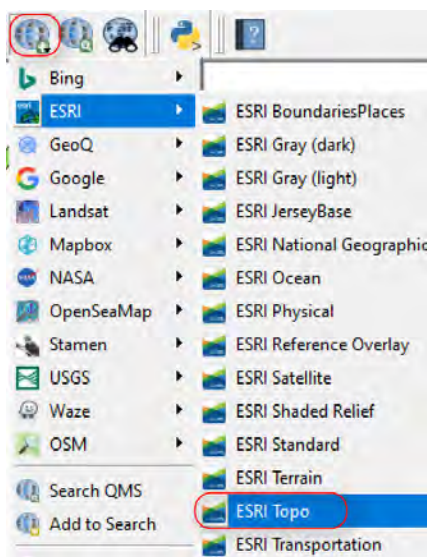 Bing
ESRI
GeoQ
Google
Landsat
Mapbox
NASA
OpenSeaMap
Stamen
USGS
Waze
OSM
Search QMS
Add to Search
ESRI BoundariesPlaces
ESRI Gray (dark)
ESRI Gray (light)
ESRI JerseyBase
ESRI National Geographic
ESRI Ocean
ESRI Physical
ESRI Reference Overlay
ESRI Satellite
ESRI Shaded Relief
ESRI Standard
ESRI Terrain
ESRI Topo
ESRI Transportation